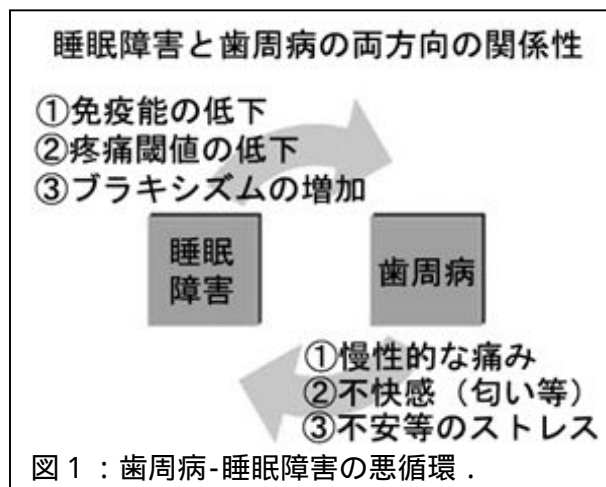 睡眠障害と歯周病の両方向の関係性
①免疫能の低下
②疼痛閾値の低下
③ブラキシズムの増加
睡眠
障害
歯周病
①慢性的な痛み
②不快感（匂い等）
③不安等のストレス
図１：歯周病-睡眠障害の悪循環．